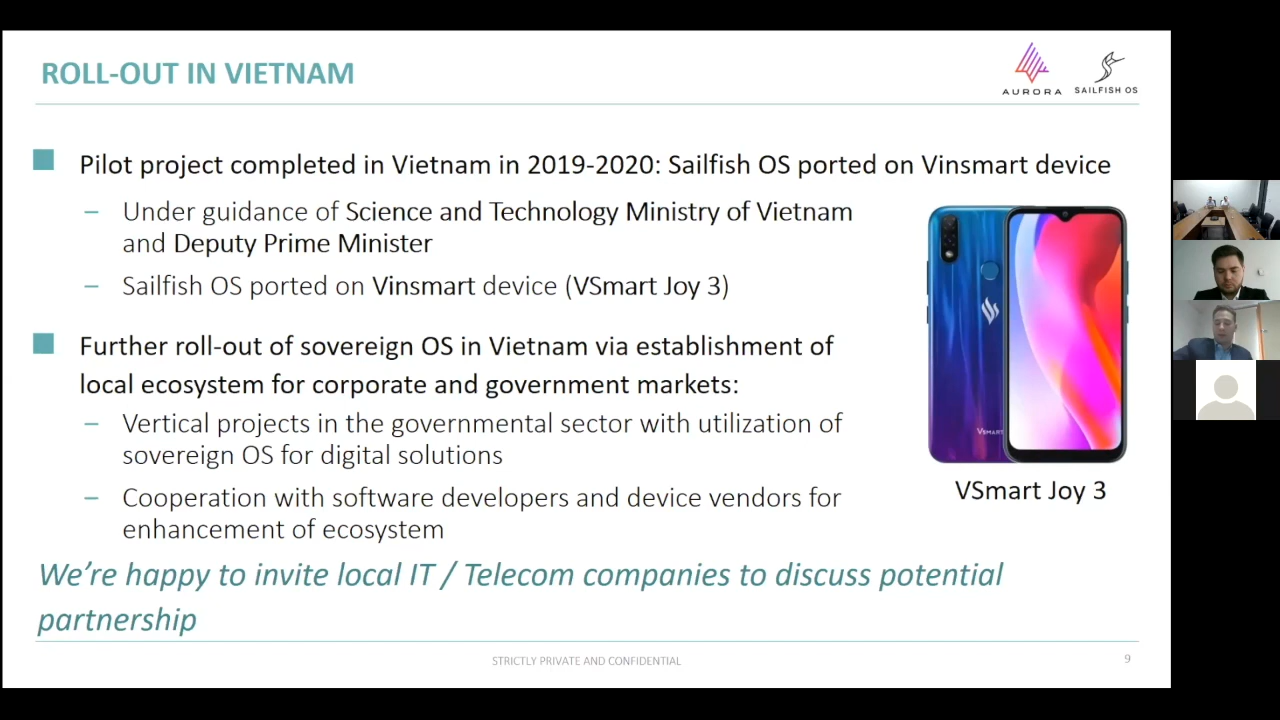 ROLL-OUT IN VIETNAM
AURORA
SAILFISH OS
Pilot project completed in Vietnam in 2019-2020: Sailfish OS ported on Vinsmart device
– Under guidance of Science and Technology Ministry of Vietnam
and Deputy Prime Minister
– Sailfish OS ported on Vinsmart device (VSmart Joy 3)
Further roll-out of sovereign OS in Vietnam via establishment of
local ecosystem for corporate and government markets:
– Vertical projects in the governmental sector with utilization of
sovereign OS for digital solutions
– Cooperation with software developers and device vendors for
enhancement of ecosystem
VSMART
VSmart Joy 3
We're happy to invite local IT / Telecom companies to discuss potential
partnership
STRICTLY PRIVATE AND CONFIDENTIAL
9